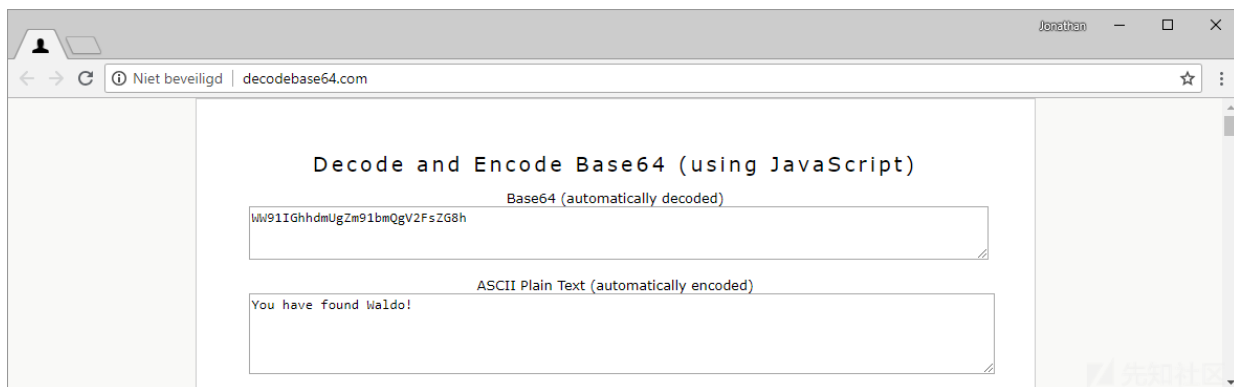 Jonathan
Niet beveiligd | decodebase64.com
Decode and Encode Base64 (using JavaScript)
Base64 (automatically decoded)
WW91IGhhdmUgZm91bmQgV2FsZG8h
ASCII Plain Text (automatically encoded)
You have found Waldo!
先知社区